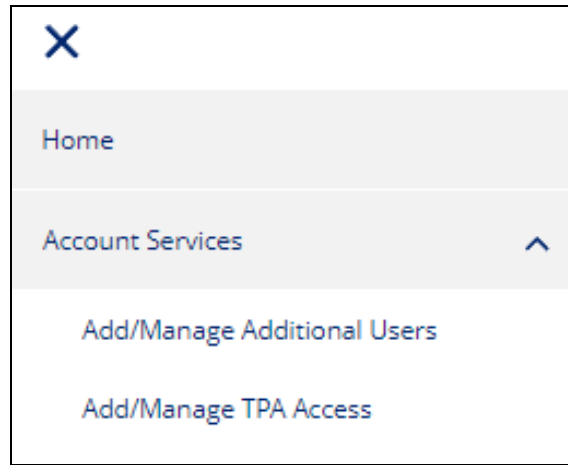 Home
Account Services
Add/Manage Additional Users
Add/Manage TPA Access